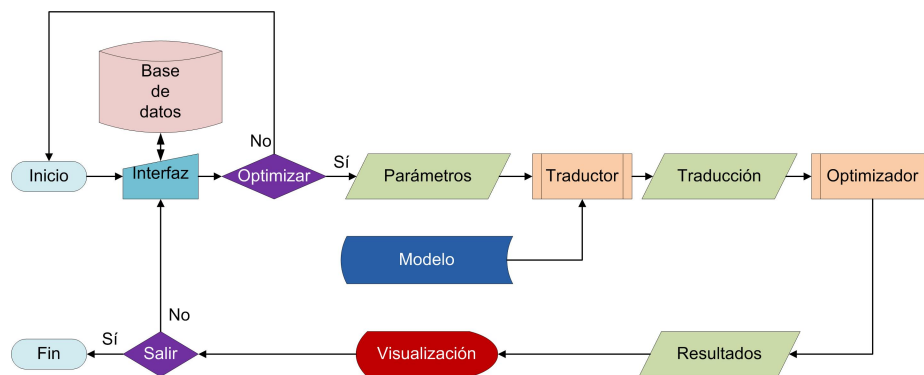 Base
de
datos
No
Inicio
Interfaz
Optimizar
Sí
Parámetros
Traductor
Traducción
Optimizador
Modelo
No
Sí
Fin
Salir
Visualización
Resultados